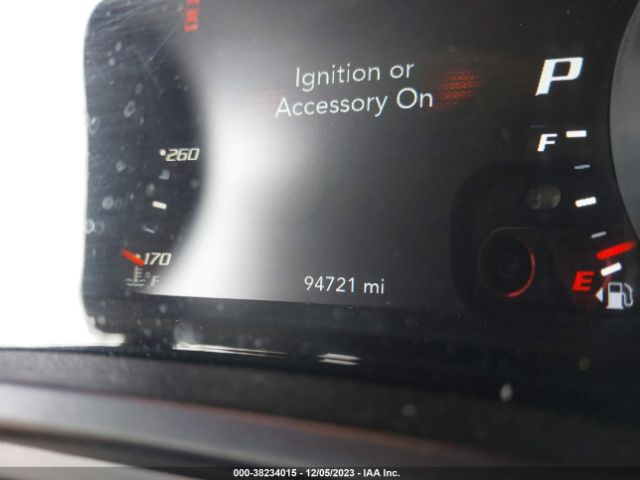 Ignition or
Accessory On
P
F
260
170
°F
E
94721 mi
000-38234015 - 12/05/2023 - IAA Inc.